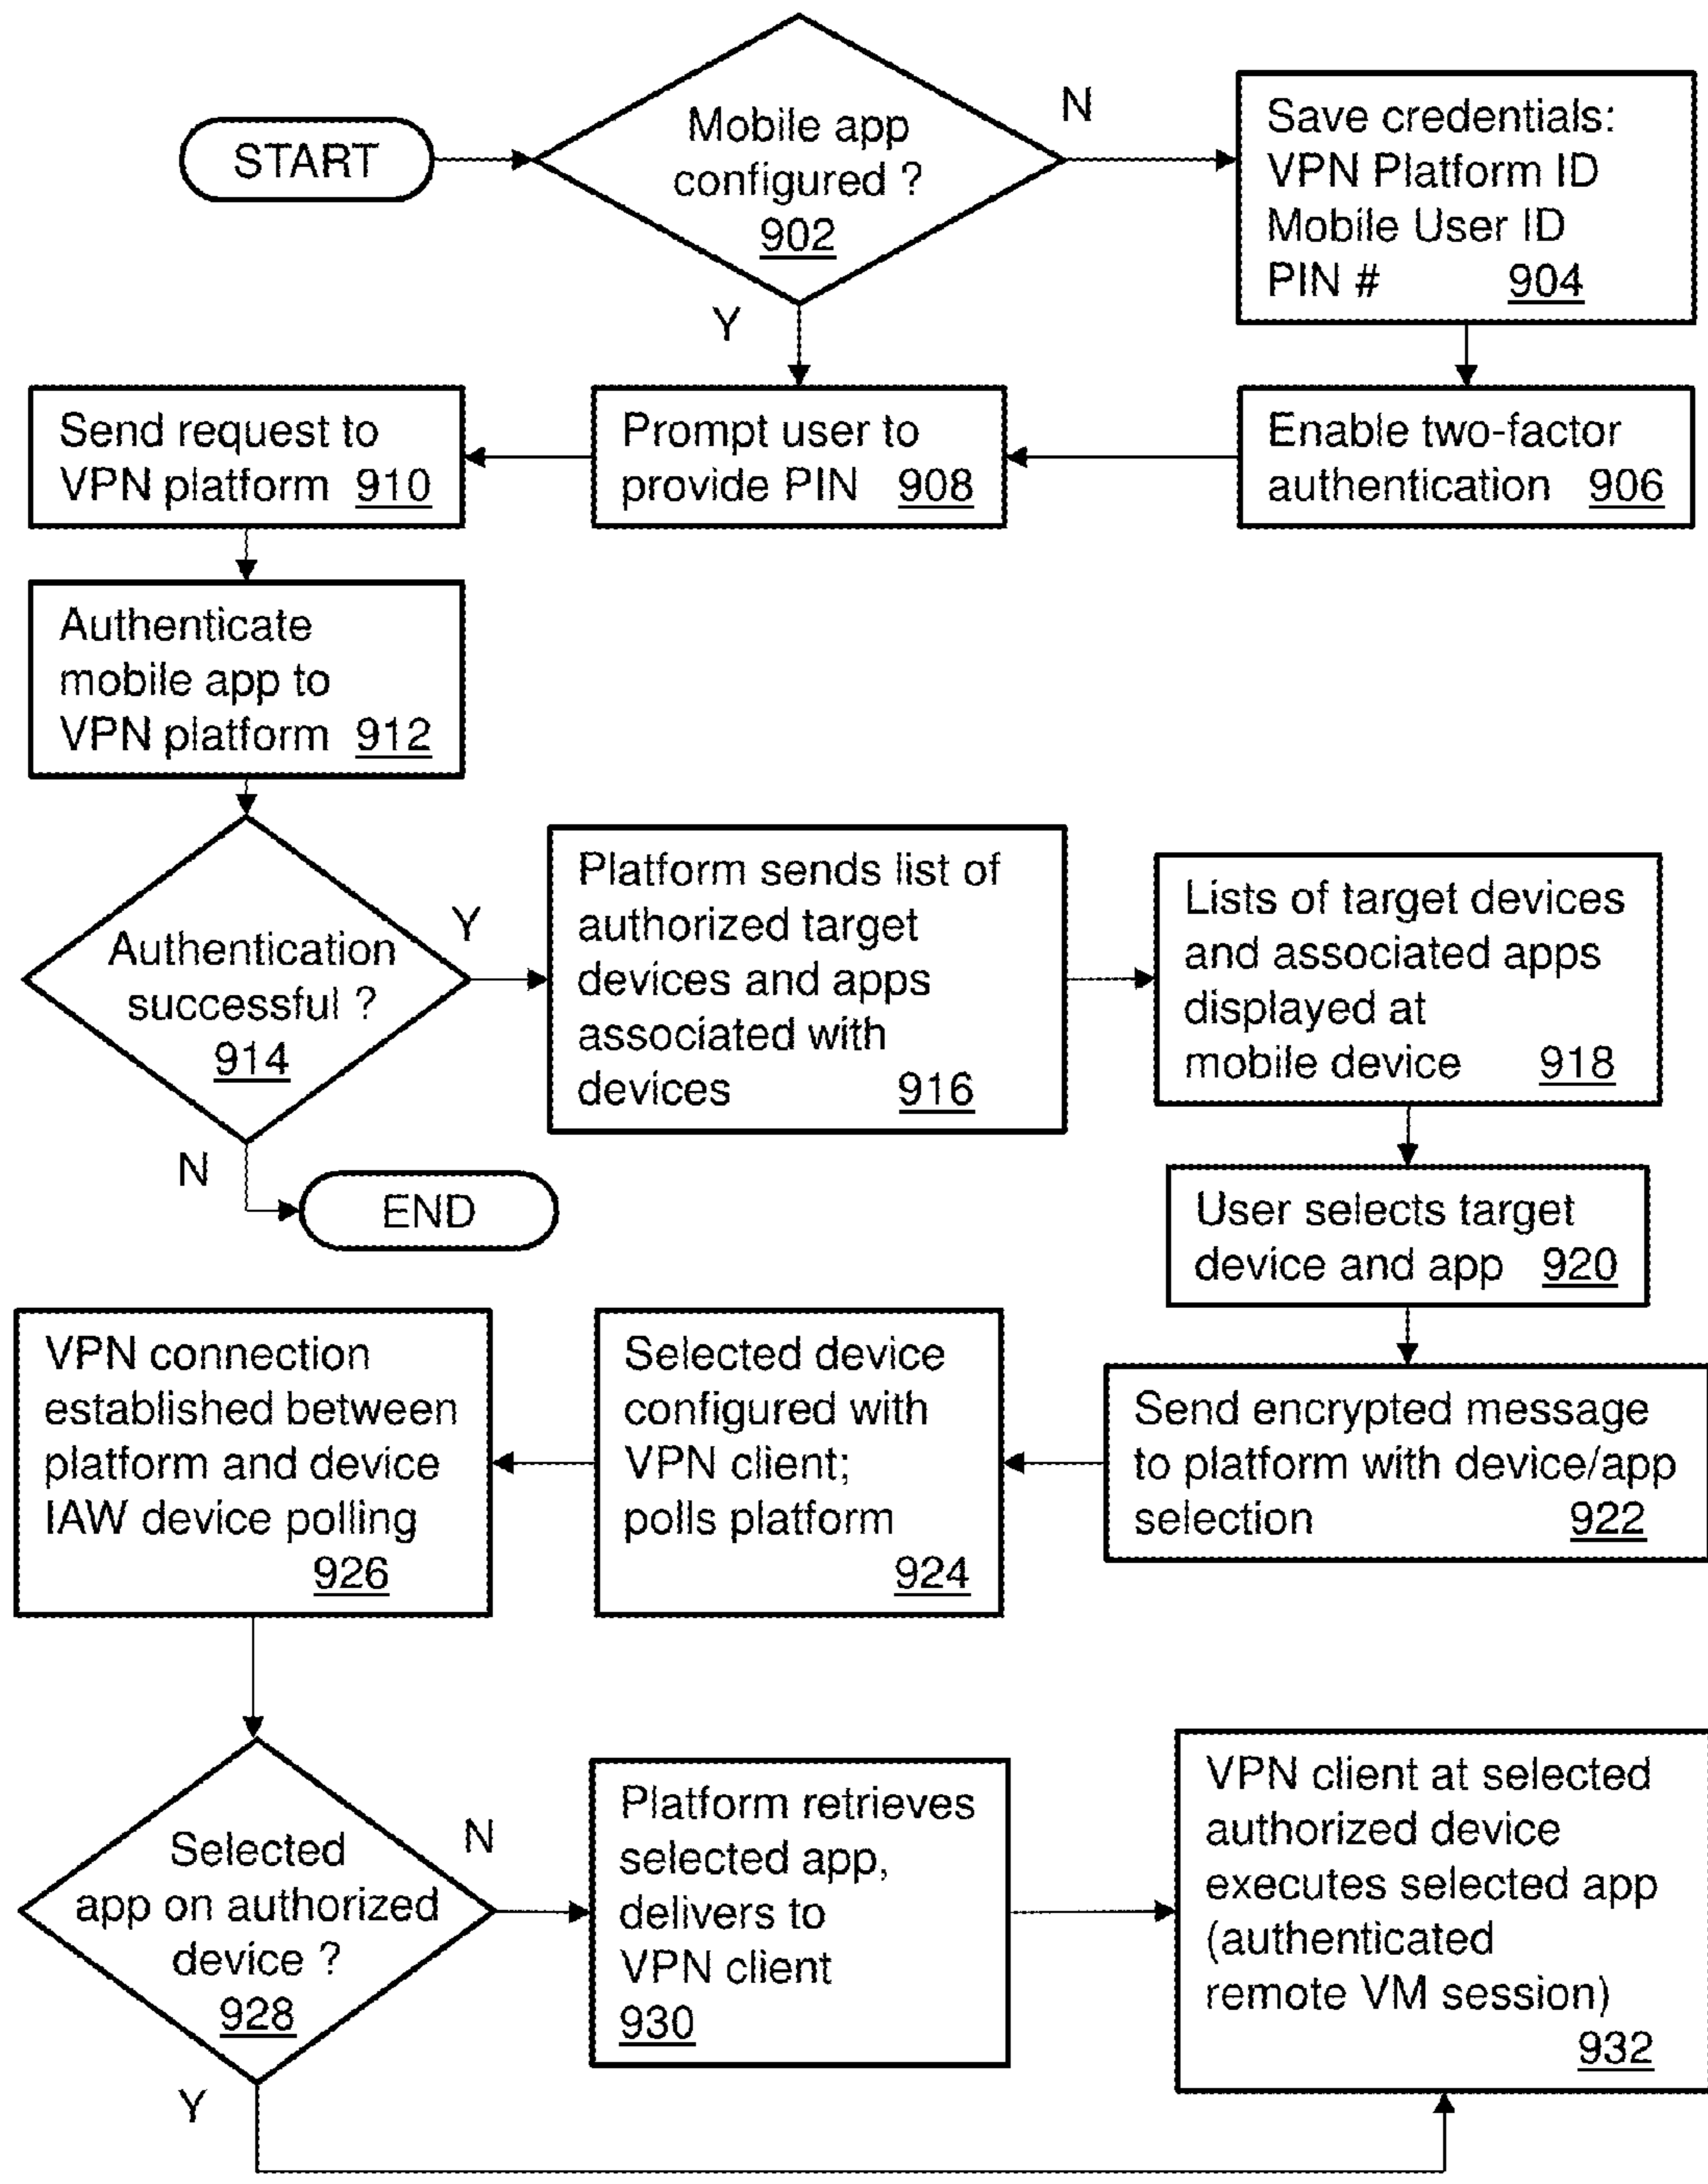 START
Mobile app
configured ?
902
N
Y
Save credentials:
VPN Platform ID
Mobile User ID
PIN # 904
Send request to
VPN platform 910
Prompt user to
provide PIN 908
Enable two-factor
authentication 906
Authenticate
mobile app to
VPN platform 912
Authentication
successful ?
914
Y
N
END
Platform sends list of
authorized target
devices and apps
associated with
devices 916
Lists of target devices
and associated apps
displayed at
mobile device 918
User selects target
device and app 920
VPN connection
established between
platform and device
IAW device polling
926
Selected device
configured with
VPN client;
polls platform
924
Send encrypted message
to platform with device/app
selection 922
Selected
app on authorized
device ?
928
N
Y
Platform retrieves
selected app,
delivers to
VPN client
930
VPN client at selected
authorized device
executes selected app
(authenticated
remote VM session)
932